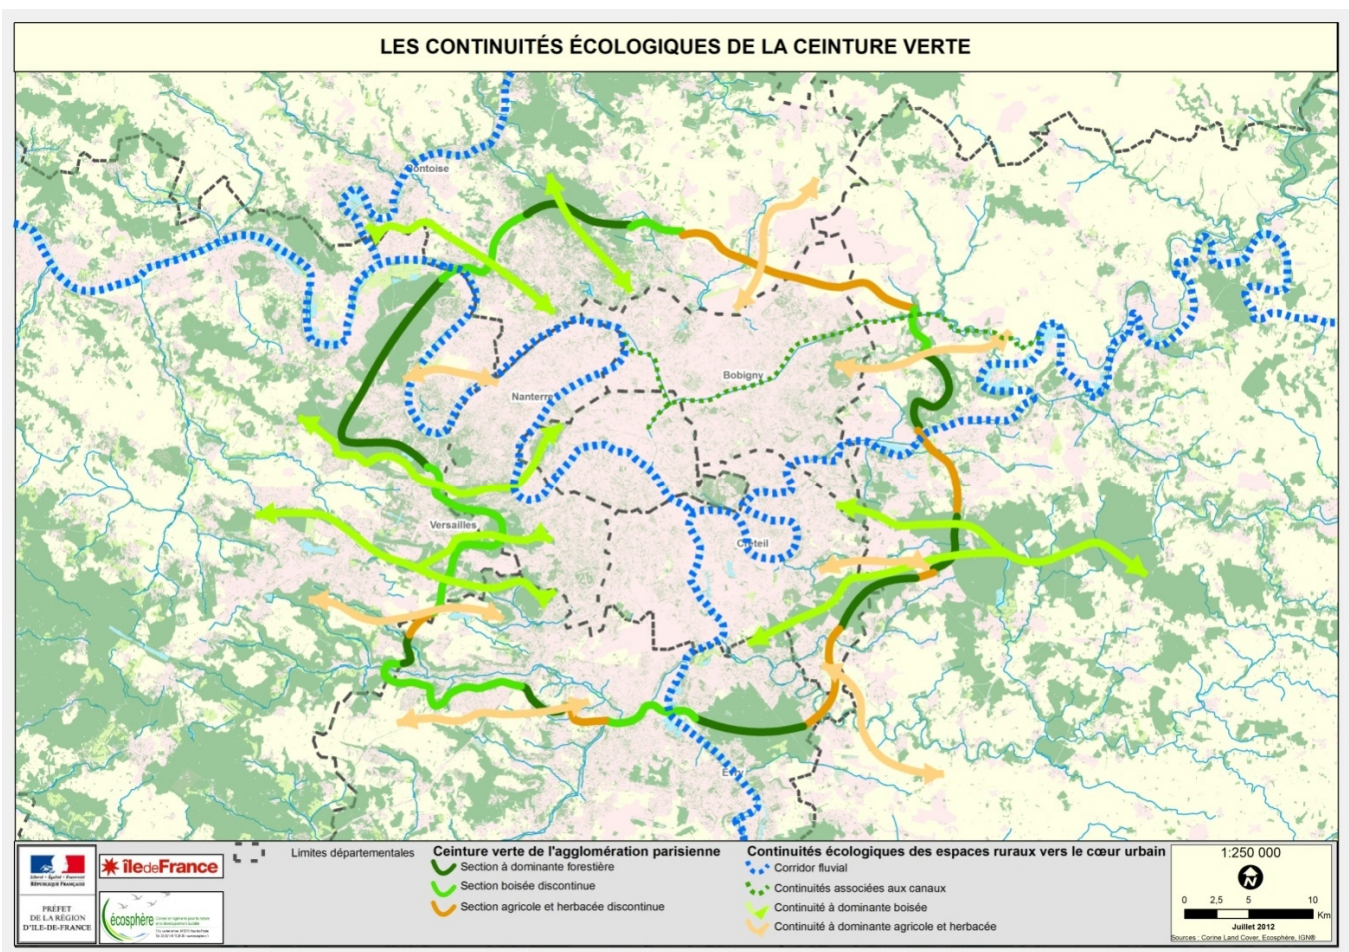 LES CONTINUITÉS ÉCOLOGIQUES DE LA CEINTURE VERTE
Pontoise
Bobigny
Nanterre
Versailles
Créteil
Evry
RÉPUBLIQUE FRANÇAISE
PRÉFET
DE LA RÉGION
D'ILE-DE-FRANCE
îledeFrance
écosphère
Limites départementales
Ceinture verte de l'agglomération parisienne
Section à dominante forestière
Section boisée discontinue
Section agricole et herbacée discontinue
Continuités écologiques des espaces ruraux vers le cœur urbain
Corridor fluvial
Continuités associées aux canaux
Continuité à dominante boisée
Continuité à dominante agricole et herbacée
1:250 000
N
0 2,5 5 10
Km
Juillet 2012
Sources : Corine Land Cover, Ecosphère, IGN®